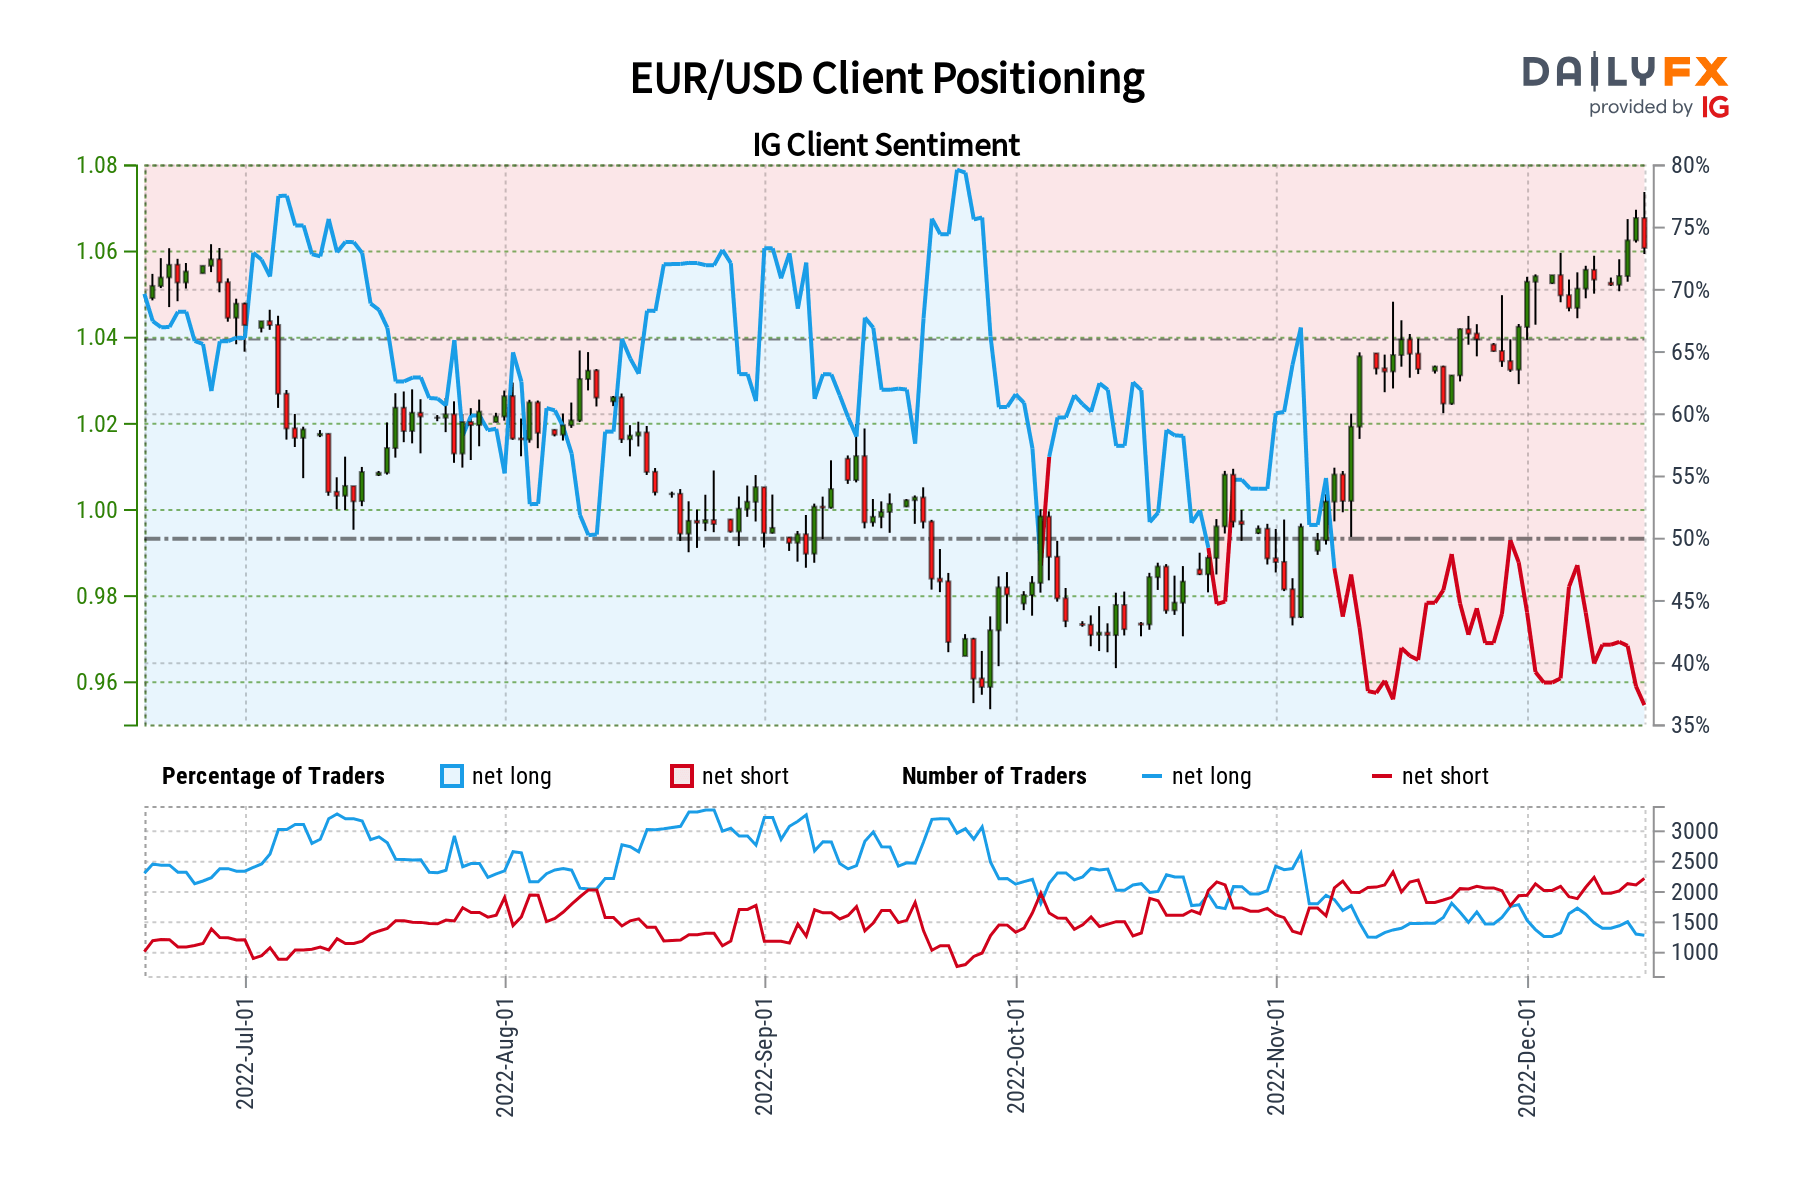 EUR/USD Client Positioning
DAILYFX
provided by IG
IG Client Sentiment
1.08
1.06
1.04
1.02
1.00
0.98
0.96
80%
75%
70%
65%
60%
55%
50%
45%
40%
35%
Percentage of Traders net long net short Number of Traders net long net short
3000
2500
2000
1500
1000
2022-Jul-01
2022-Aug-01
2022-Sep-01
2022-Oct-01
2022-Nov-01
2022-Dec-01